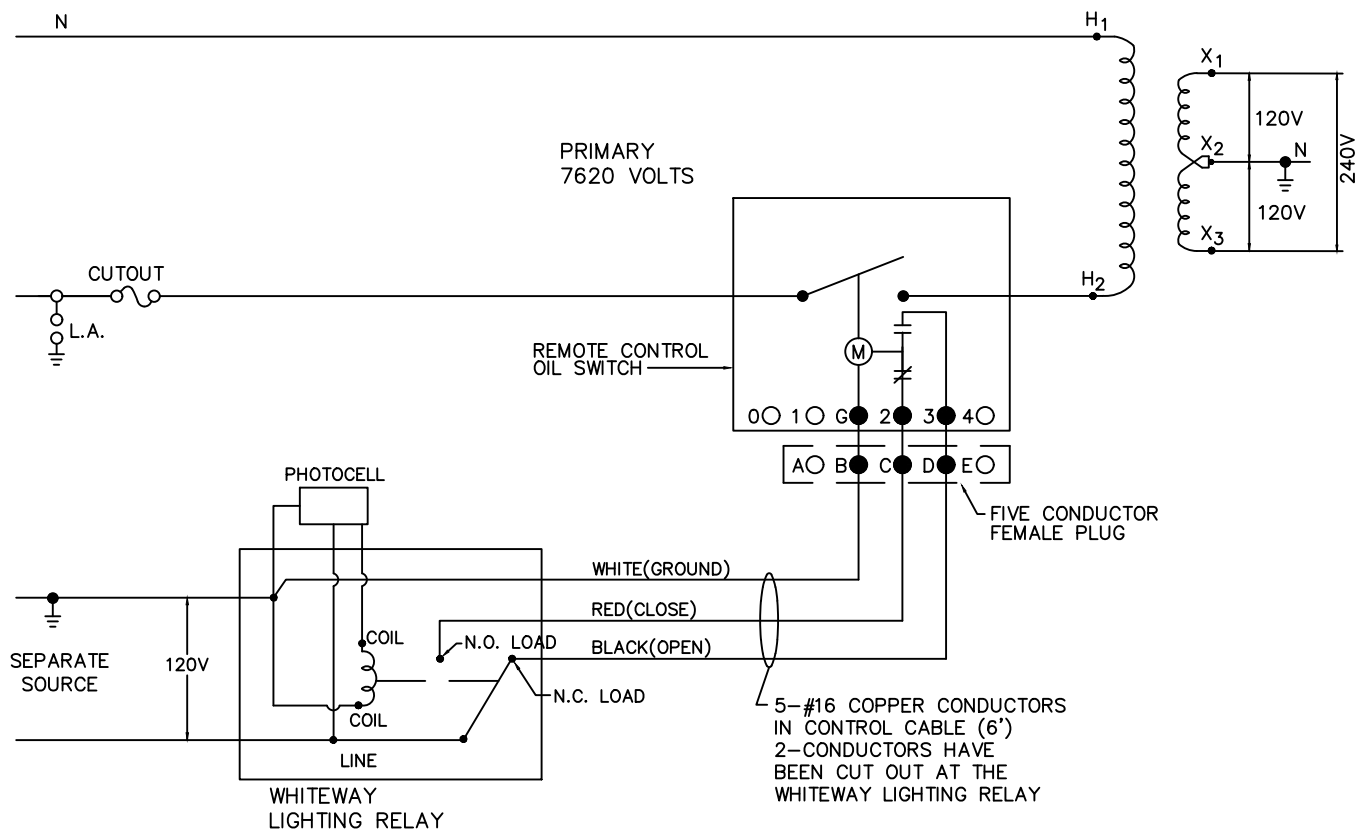 N
H1
X1
120V
PRIMARY
7620 VOLTS
X2
N
240V
120V
X3
CUTOUT
H2
L.A.
REMOTE CONTROL
OIL SWITCH
M
0 1 G 2 3 4
A B C D E
PHOTOCELL
FIVE CONDUCTOR
FEMALE PLUG
WHITE(GROUND)
RED(CLOSE)
COIL
N.O. LOAD
BLACK(OPEN)
SEPARATE
SOURCE
120V
N.C. LOAD
COIL
LINE
5-#16 COPPER CONDUCTORS
IN CONTROL CABLE (6')
2-CONDUCTORS HAVE
BEEN CUT OUT AT THE
WHITEWAY LIGHTING RELAY
WHITEWAY
LIGHTING RELAY